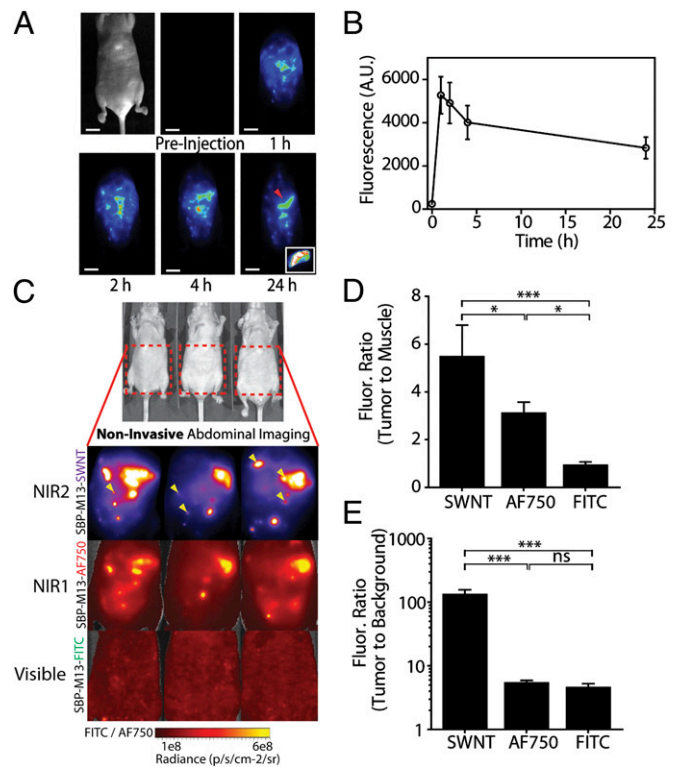 A
Pre-Injection 1 h
2 h 4 h 24 h
B
Fluorescence (A.U.)
6000
4000
2000
0
0 5 10 15 20 25
Time (h)
C
Non-Invasive Abdominal Imaging
NIR2
SBP-M13-SWNT
NIR1
SBP-M13-AF750
Visible
SBP-M13-FITC
FITC / AF750
1e8 6e8
Radiance (p/s/cm-2/sr)
D
Fluor. Ratio
(Tumor to Muscle)
8
6
4
2
0
***
* *
SWNT AF750 FITC
E
Fluor. Ratio
(Tumor to Background)
1000
100
10
1
***
*** ns
SWNT AF750 FITC